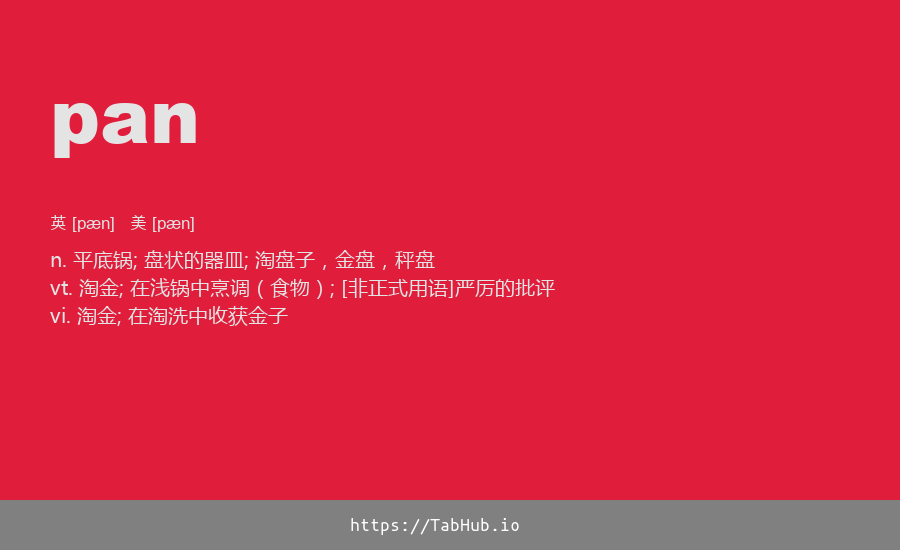 pan
英 [pæn] 美 [pæn]
n. 平底锅; 盘状的器皿; 淘盘子，金盘，秤盘
vt. 淘金; 在浅锅中烹调（食物）; [非正式用语]严厉的批评
vi. 淘金; 在淘洗中收获金子
https://TabHub.io